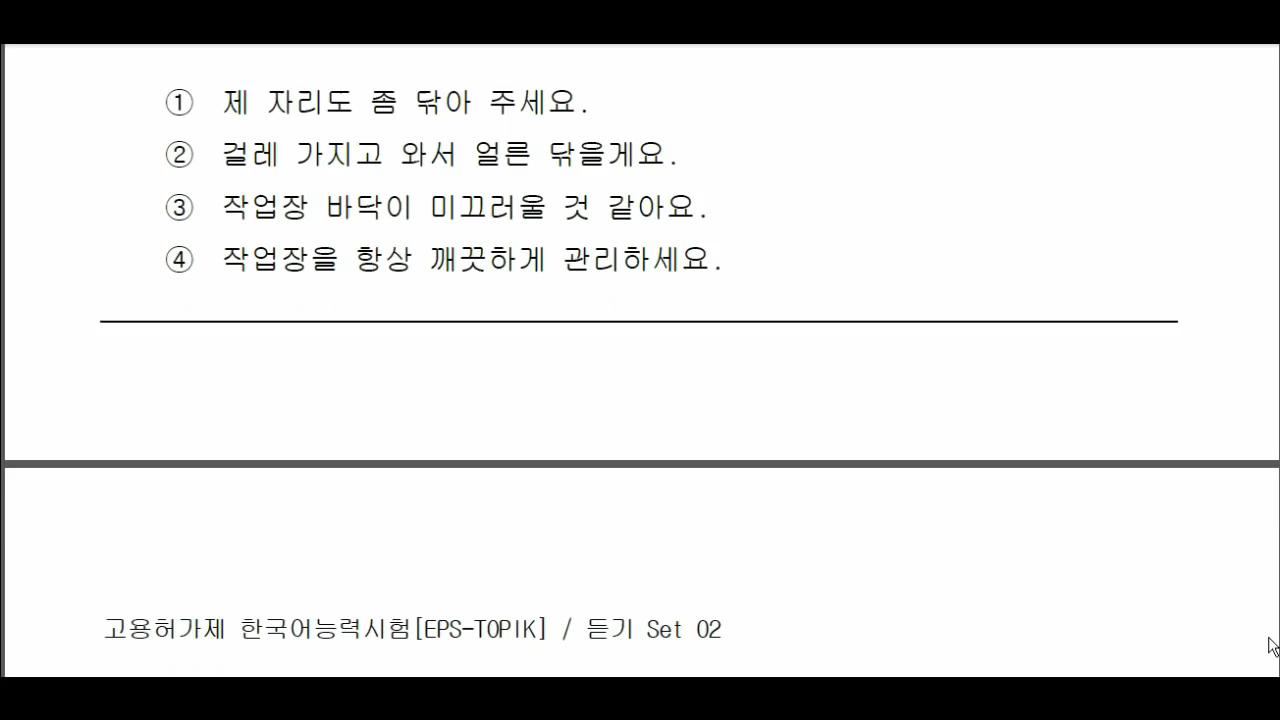 ① 제 자리도 좀 닦아 주세요.
② 걸레 가지고 와서 얼른 닦을게요.
③ 작업장 바닥이 미끄러울 것 같아요.
④ 작업장을 항상 깨끗하게 관리하세요.
고용허가제 한국어능력시험[EPS-TOPIK] / 듣기 Set 02